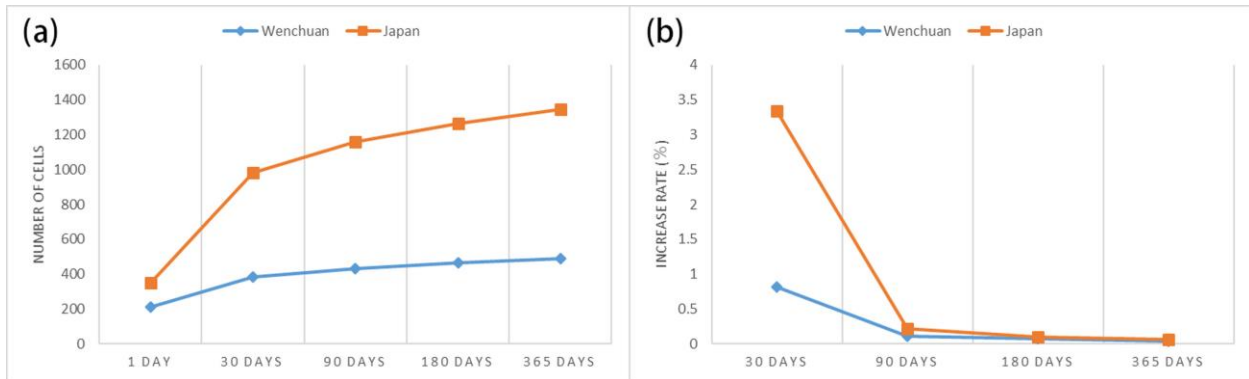 (a)
Wenchuan Japan
1600
1400
1200
1000
800
600
400
200
0
NUMBER OF CELLS
1 DAY 30 DAYS 90 DAYS 180 DAYS 365 DAYS
(b)
Wenchuan Japan
4
3.5
3
2.5
2
1.5
1
0.5
0
INCREASE RATE (%)
30 DAYS 90 DAYS 180 DAYS 365 DAYS